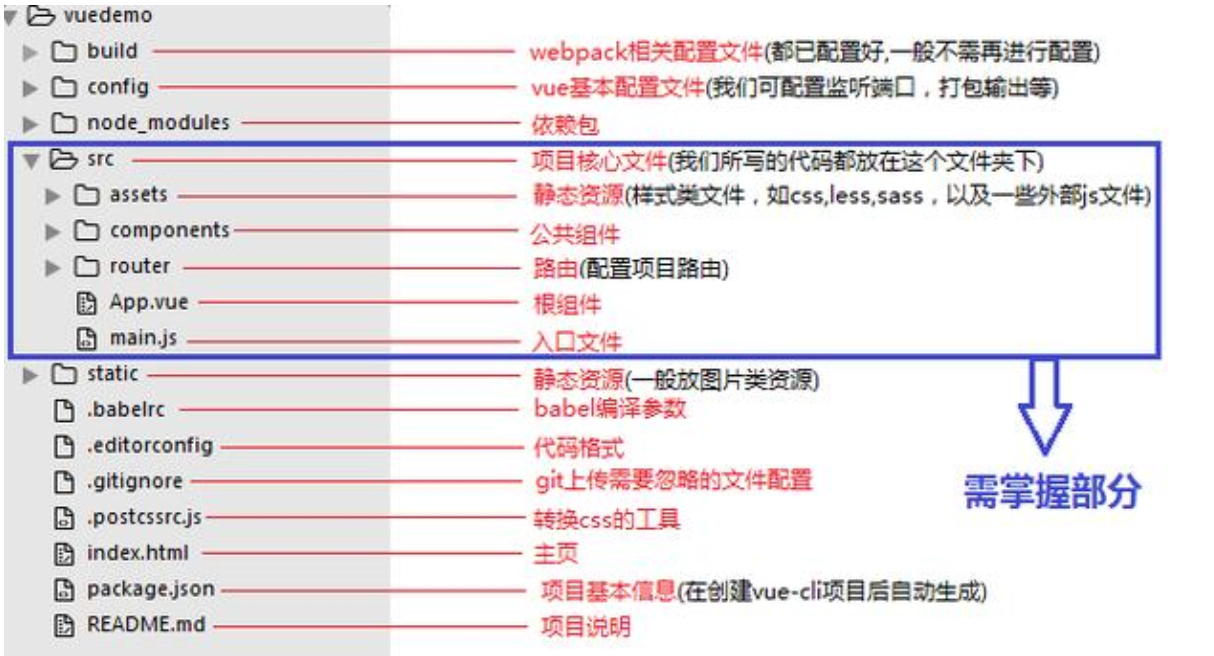 vuedemo
build webpack相关配置文件(都已配置好,一般不需再进行配置)
config vue基本配置文件(我们可配置监听端口，打包输出等)
node_modules 依赖包
src 项目核心文件(我们所写的代码都放在这个文件夹下)
assets 静态资源(样式类文件，如css,less,sass，以及一些外部js文件)
components 公共组件
router 路由(配置项目路由)
App.vue 根组件
main.js 入口文件
static 静态资源(一般放图片类资源)
.babelrc babel编译参数
.editorconfig 代码格式
.gitignore git上传需要忽略的文件配置
需掌握部分
.postcssrc.js 转换css的工具
index.html 主页
package.json 项目基本信息(在创建vue-cli项目后自动生成)
README.md 项目说明